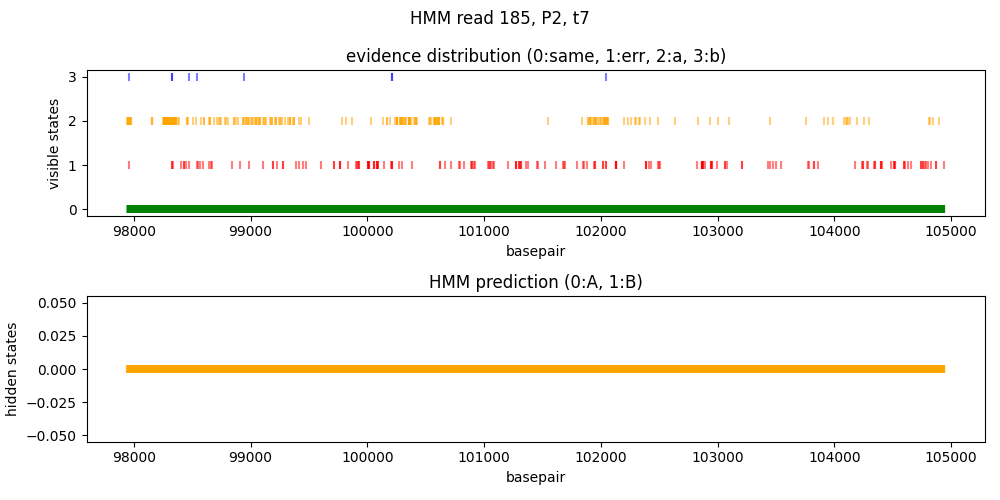 HMM read 185, P2, t7
evidence distribution (0:same, 1:err, 2:a, 3:b)
visible states
3
2
1
0
98000 99000 100000 101000 102000 103000 104000 105000
basepair
HMM prediction (0:A, 1:B)
hidden states
0.050
0.025
0.000
−0.025
−0.050
98000 99000 100000 101000 102000 103000 104000 105000
basepair